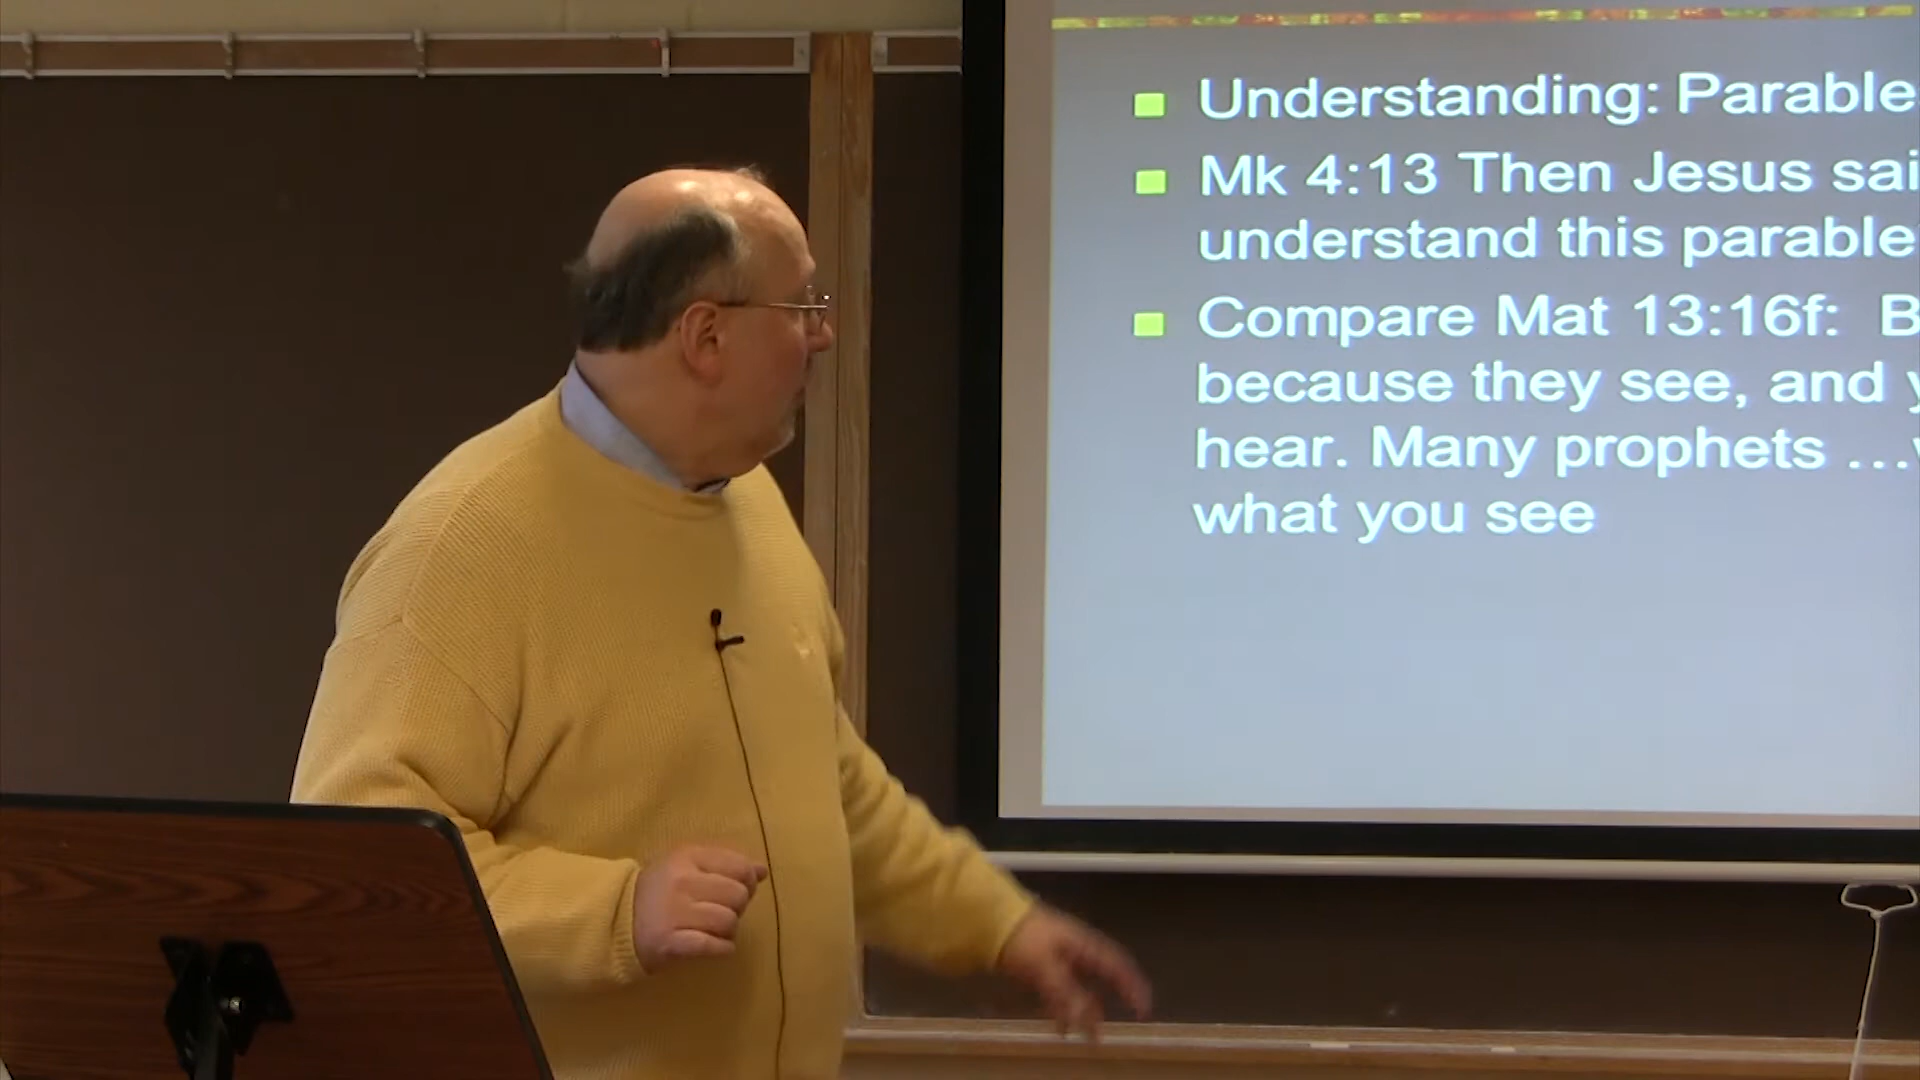 Understanding: Parable
Mk 4:13 Then Jesus sai
understand this parable
Compare Mat 13:16f: B
because they see, and y
hear. Many prophets …
what you see